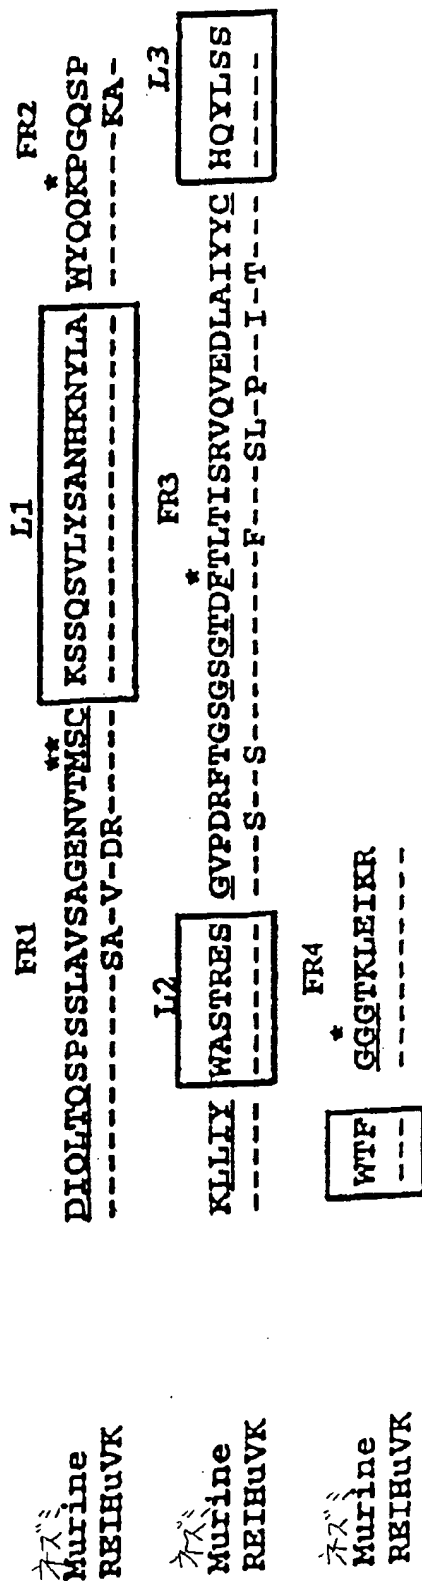 FR1 L1 FR2
** *
ネズミ
Murine DIQLTQSPSSLAVSAGENVTMSC KSSQSVLYSANHKNYLA WYQQKPGQSP
REIHuVK -----------SA-V-DR----- ----------------- -------KA-
L2 FR3 L3
*
ネズミ
Murine KLLIY WASTRES GVPDRFTGSGSGTDFTLTISRVQVEDLAIYYC HQYLSS
REIHuVK ----- ------- ---S--S---------F---SL-P--I-T--- ------
FR4
*
ネズミ
Murine WTF GGGTKLEIKR
REIHuVK --- ----------